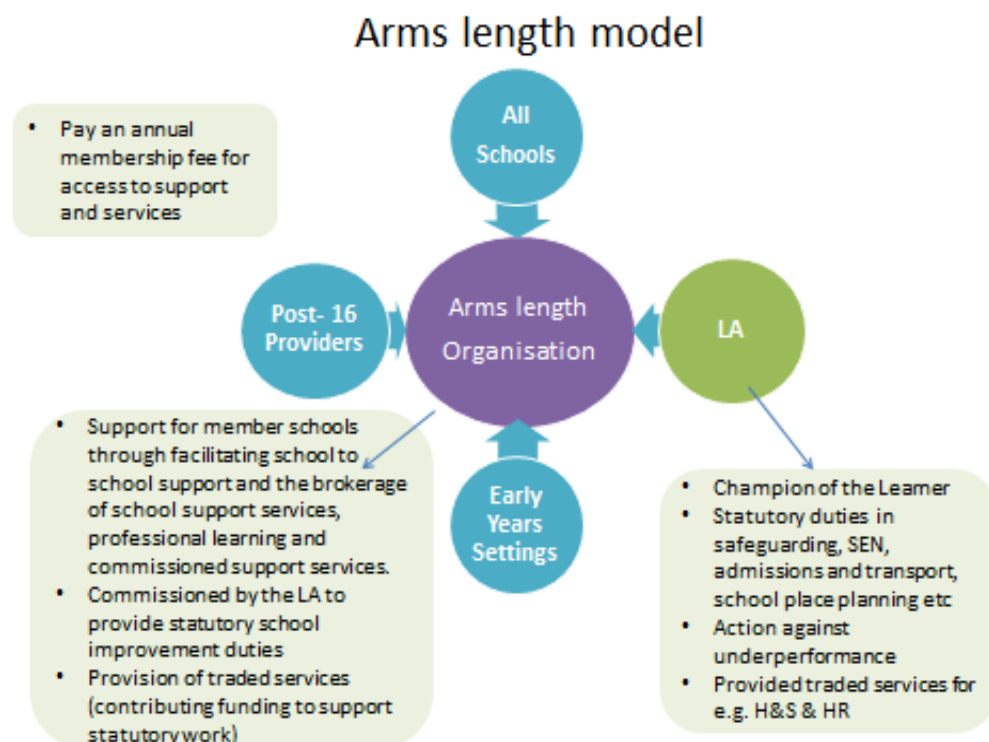 Arms length model
All
Schools
• Pay an annual
membership fee for
access to support
and services
Post- 16
Providers
Arms length
Organisation
LA
Early
Years
Settings
• Support for member schools
through facilitating school to
school support and the brokerage
of school support services,
professional learning and
commissioned support services.
• Commissioned by the LA to
provide statutory school
improvement duties
• Provision of traded services
(contributing funding to support
statutory work)
• Champion of the Learner
• Statutory duties in
safeguarding, SEN,
admissions and transport,
school place planning etc
• Action against
underperformance
• Provided traded services for
e.g. H&S & HR